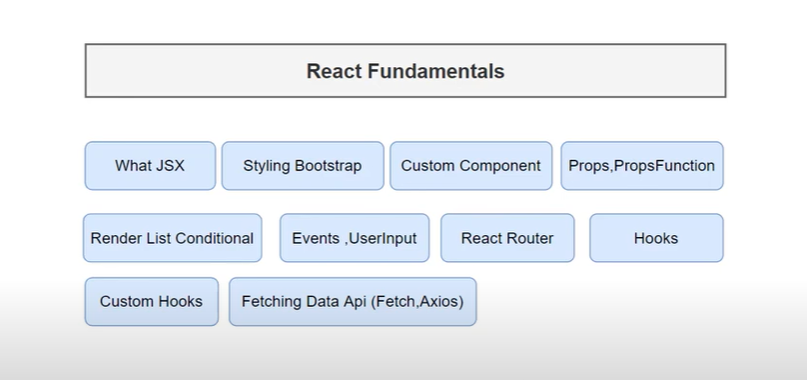 React Fundamentals
What JSX
Styling Bootstrap
Custom Component
Props,PropsFunction
Render List Conditional
Events ,UserInput
React Router
Hooks
Custom Hooks
Fetching Data Api (Fetch,Axios)